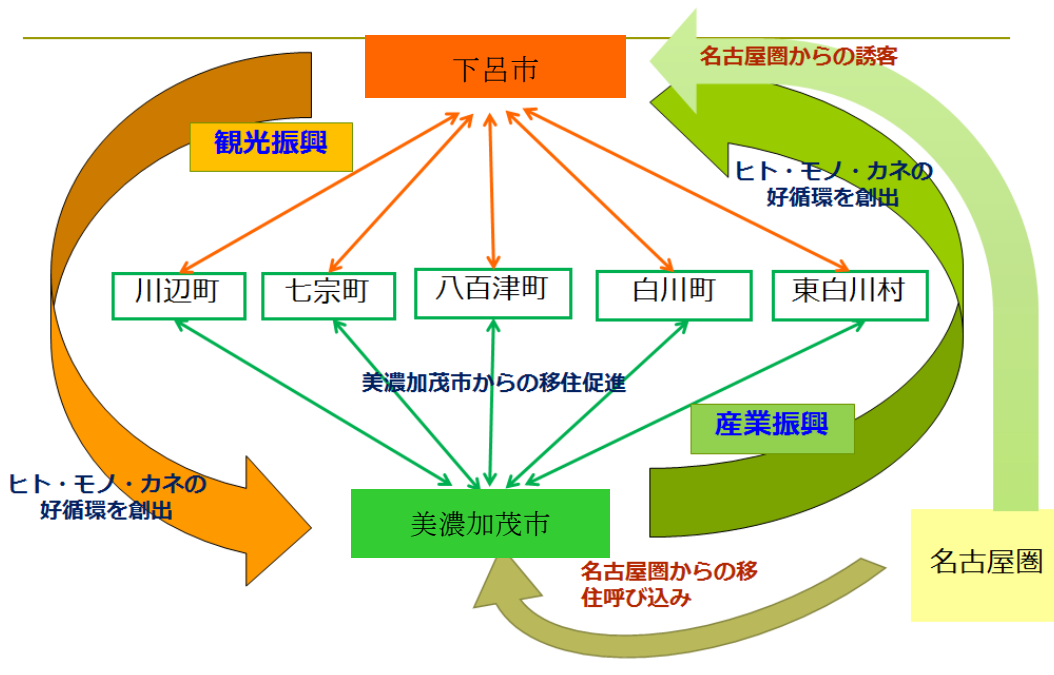 下呂市
名古屋圏からの誘客
観光振興
ヒト・モノ・カネの
好循環を創出
川辺町
七宗町
八百津町
白川町
東白川村
美濃加茂市からの移住促進
産業振興
ヒト・モノ・カネの
好循環を創出
美濃加茂市
名古屋圏からの移
住呼び込み
名古屋圏